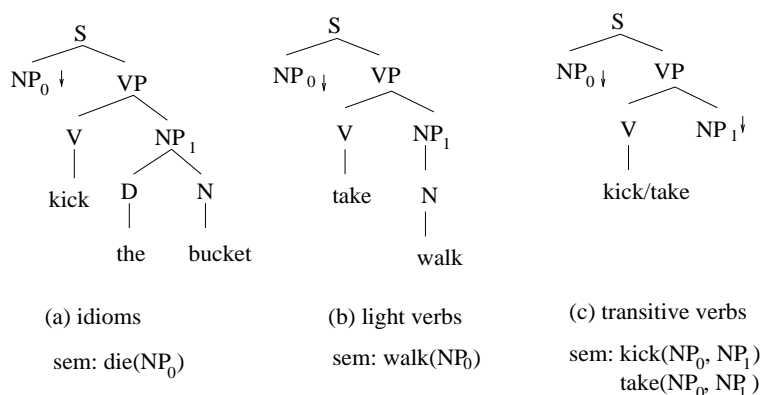 S
NP0 ↓ VP
V NP1
kick D N
the bucket
(a) idioms
sem: die(NP0)
S
NP0↓ VP
V NP1
take N
walk
(b) light verbs
sem: walk(NP0)
S
NP0↓ VP
V NP1↓
kick/take
(c) transitive verbs
sem: kick(NP0, NP1)
take(NP0, NP1)